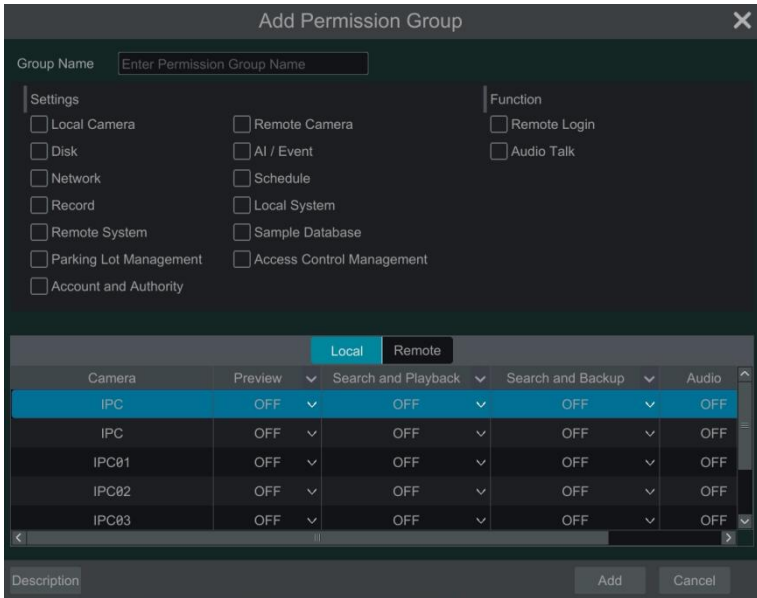 Add Permission Group
Group Name Enter Permission Group Name
Settings Function
Local Camera Remote Camera Remote Login
Disk AI / Event Audio Talk
Network Schedule
Record Local System
Remote System Sample Database
Parking Lot Management Access Control Management
Account and Authority
Local Remote
Camera Preview Search and Playback Search and Backup Audio
IPC OFF OFF OFF OFF
IPC OFF OFF OFF OFF
IPC01 OFF OFF OFF OFF
IPC02 OFF OFF OFF OFF
IPC03 OFF OFF OFF OFF
Description Add Cancel